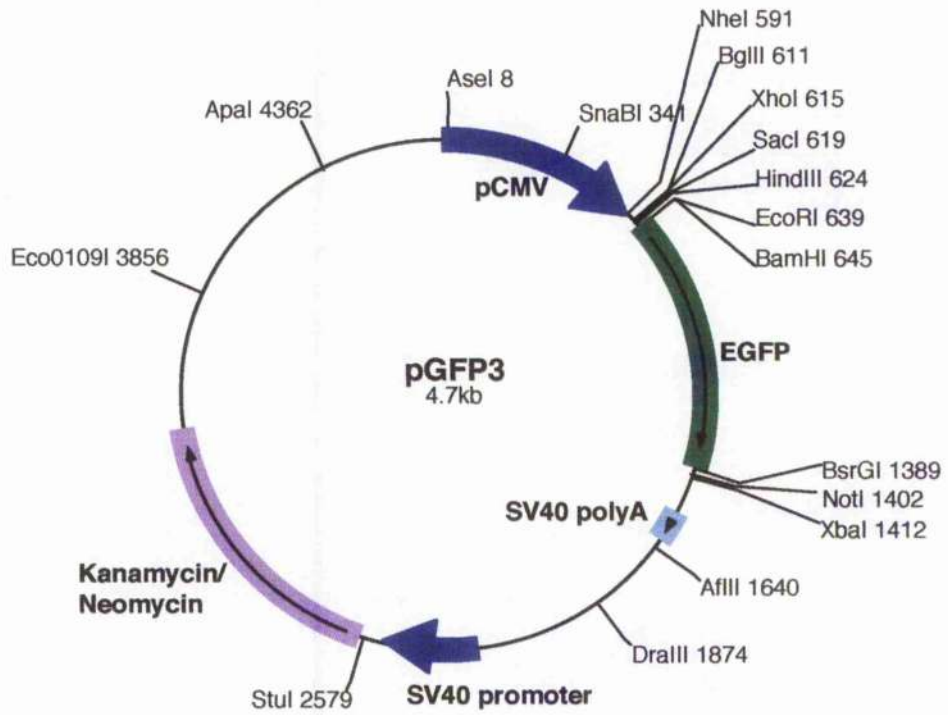 NheI 591
BglII 611
AseI 8
XhoI 615
ApaI 4362
SnaBI 341
SacI 619
pCMV
HindIII 624
EcoRI 639
Eco0109I 3856
BamHI 645
EGFP
pGFP3
4.7kb
BsrGI 1389
NotI 1402
SV40 polyA
XbaI 1412
Kanamycin/
Neomycin
AflII 1640
DraIII 1874
StuI 2579
SV40 promoter